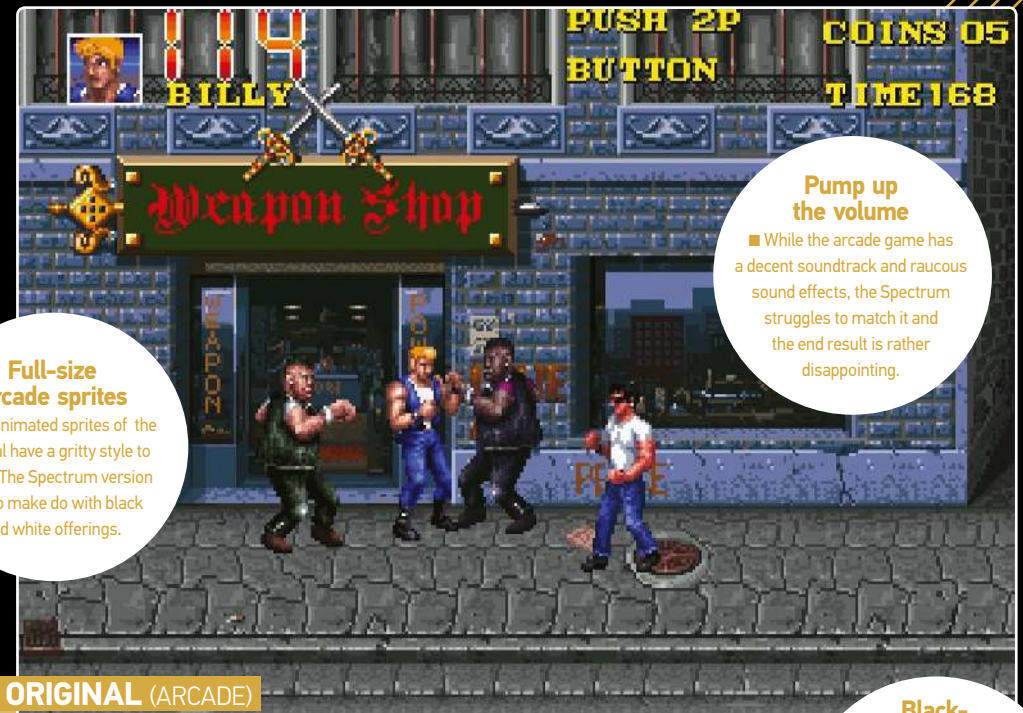 119
BILLY
PUSH 2P
BUTTON
COINS 05
TIME 168
Weapon Shop
WEAPON
Pump up
the volume
■ While the arcade game has
a decent soundtrack and raucous
sound effects, the Spectrum
struggles to match it and
the end result is rather
disappointing.
Full-size
rcade sprites
nimated sprites of the
al have a gritty style to
The Spectrum version
o make do with black
d white offerings.
ORIGINAL (ARCADE)
Black-